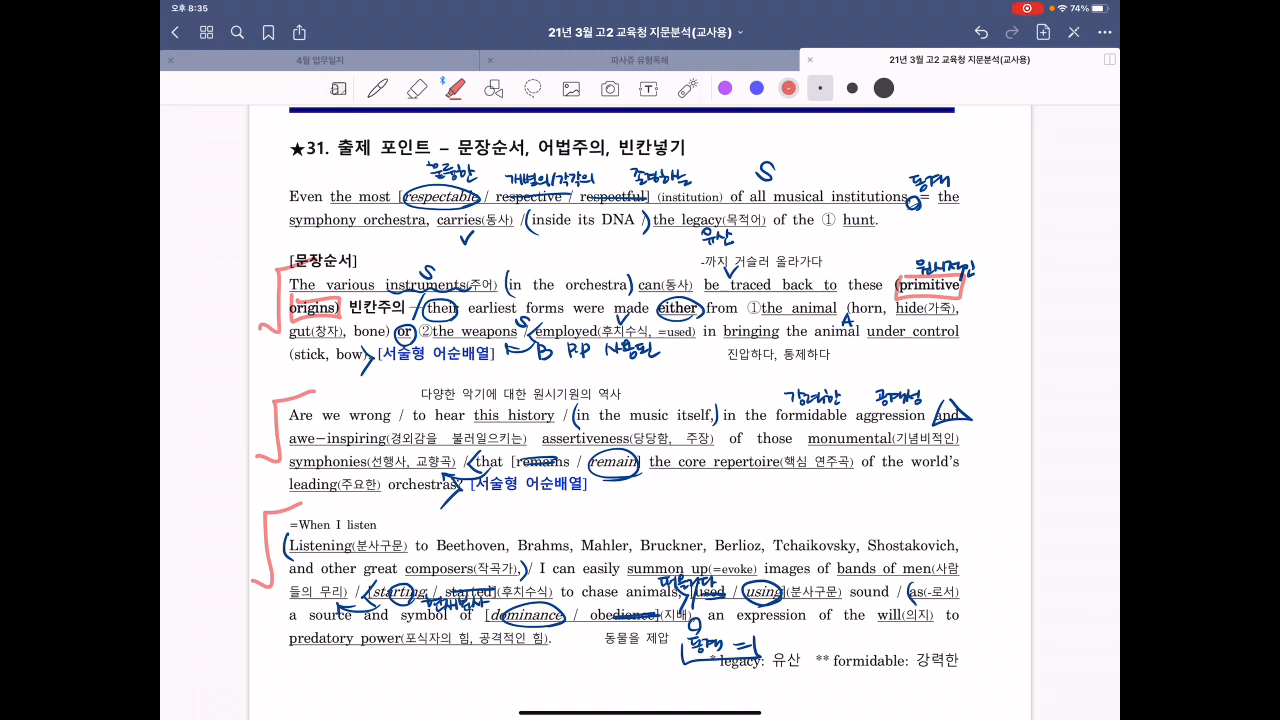 오후 8:35
74%
21년 3월 고2 교육청 지문분석(교사용)
4월 업무일지
파사쥬 유형독해
21년 3월 고2 교육청 지문분석(교사용)
★31. 출제 포인트 – 문장순서, 어법주의, 빈칸넣기
훌륭한 개별의/각각의 존경하는 S 동격
Even the most [respectable / respective / respectful] (institution) of all musical institutions, = the
symphony orchestra, carries(동사) / (inside its DNA /) the legacy(목적어) of the ① hunt.
유산
[문장순서] -까지 거슬러 올라가다 원시적인
S
The various instruments(주어) (in the orchestra) can(동사) be traced back to these (primitive
origins) 빈칸주의 / their earliest forms were made either from ①the animal (horn, hide(가죽),
S A
gut(창자), bone) or ②the weapons / employed(후치수식, =used) in bringing the animal under control
(stick, bow). [서술형 어순배열] B P.P 사용된 진압하다, 통제하다
다양한 악기에 대한 원시기원의 역사 강력한 공격성
Are we wrong / to hear this history / (in the music itself,) in the formidable aggression and
awe-inspiring(경외감을 불러일으키는) assertiveness(당당함, 주장) of those monumental(기념비적인)
symphonies(선행사, 교향곡) / that [remains / remain] the core repertoire(핵심 연주곡) of the world's
leading(주요한) orchestras? [서술형 어순배열]
=When I listen
(Listening(분사구문) to Beethoven, Brahms, Mahler, Bruckner, Berlioz, Tchaikovsky, Shostakovich,
and other great composers(작곡가),) / I can easily summon up(=evoke) images of bands of men(사람
떠올리다
들의 무리) / [starting / started](후치수식) to chase animals, [used / using](분사구문) sound / (as(-로서)
현재분사
a source and symbol of [dominance / obedience](지배), an expression of the will(의지) to
predatory power(포식자의 힘, 공격적인 힘). 동물을 제압 동격 =
* legacy: 유산 ** formidable: 강력한